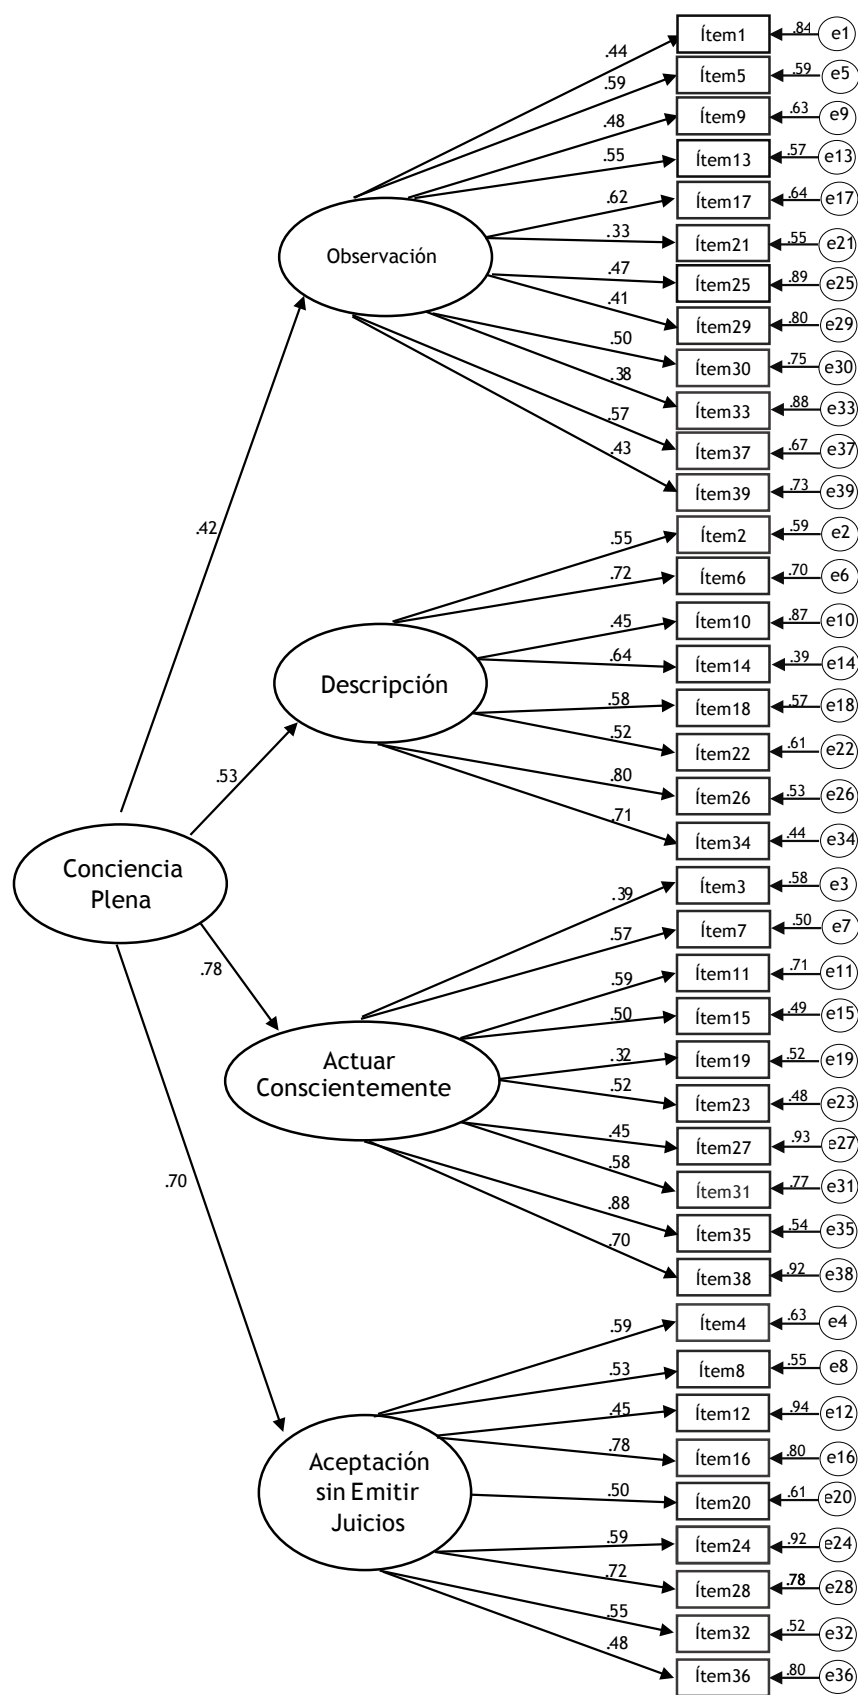 .44 Ítem1 .84 e1
.59 Ítem5 .59 e5
.48 Ítem9 .63 e9
.55 Ítem13 .57 e13
.62 Ítem17 .64 e17
.33 Ítem21 .55 e21
Observación
.47 Ítem25 .89 e25
.41 Ítem29 .80 e29
.50 Ítem30 .75 e30
.38 Ítem33 .88 e33
.57 Ítem37 .67 e37
.43 Ítem39 .73 e39
.42
.55 Ítem2 .59 e2
.72 Ítem6 .70 e6
.45 Ítem10 .87 e10
.64 Ítem14 .39 e14
Descripción
.58 Ítem18 .57 e18
.52 Ítem22 .61 e22
.53
.80 Ítem26 .53 e26
.71 Ítem34 .44 e34
Conciencia
Plena
.39 Ítem3 .58 e3
.57 Ítem7 .50 e7
.78
.59 Ítem11 .71 e11
.50 Ítem15 .49 e15
.32 Ítem19 .52 e19
Actuar
Conscientemente
.52 Ítem23 .48 e23
.45 Ítem27 .93 e27
.58 Ítem31 .77 e31
.70
.88 Ítem35 .54 e35
.70 Ítem38 .92 e38
.59 Ítem4 .63 e4
.53 Ítem8 .55 e8
.45 Ítem12 .94 e12
.78 Ítem16 .80 e16
Aceptación
sin Emitir
Juicios
.50 Ítem20 .61 e20
.59 Ítem24 .92 e24
.72 Ítem28 .78 e28
.55 Ítem32 .52 e32
.48 Ítem36 .80 e36